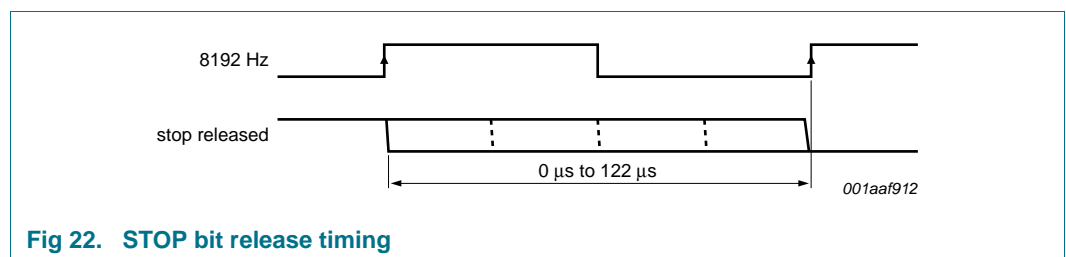 8192 Hz
stop released
0 μs to 122 μs
001aaf912
Fig 22. STOP bit release timing